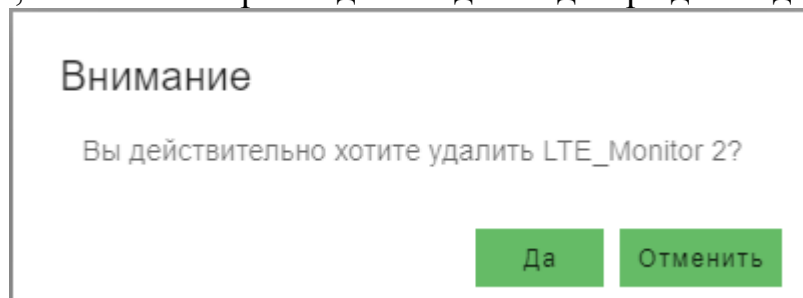 Внимание
Вы действительно хотите удалить LTE_Monitor 2?
Да
Отменить